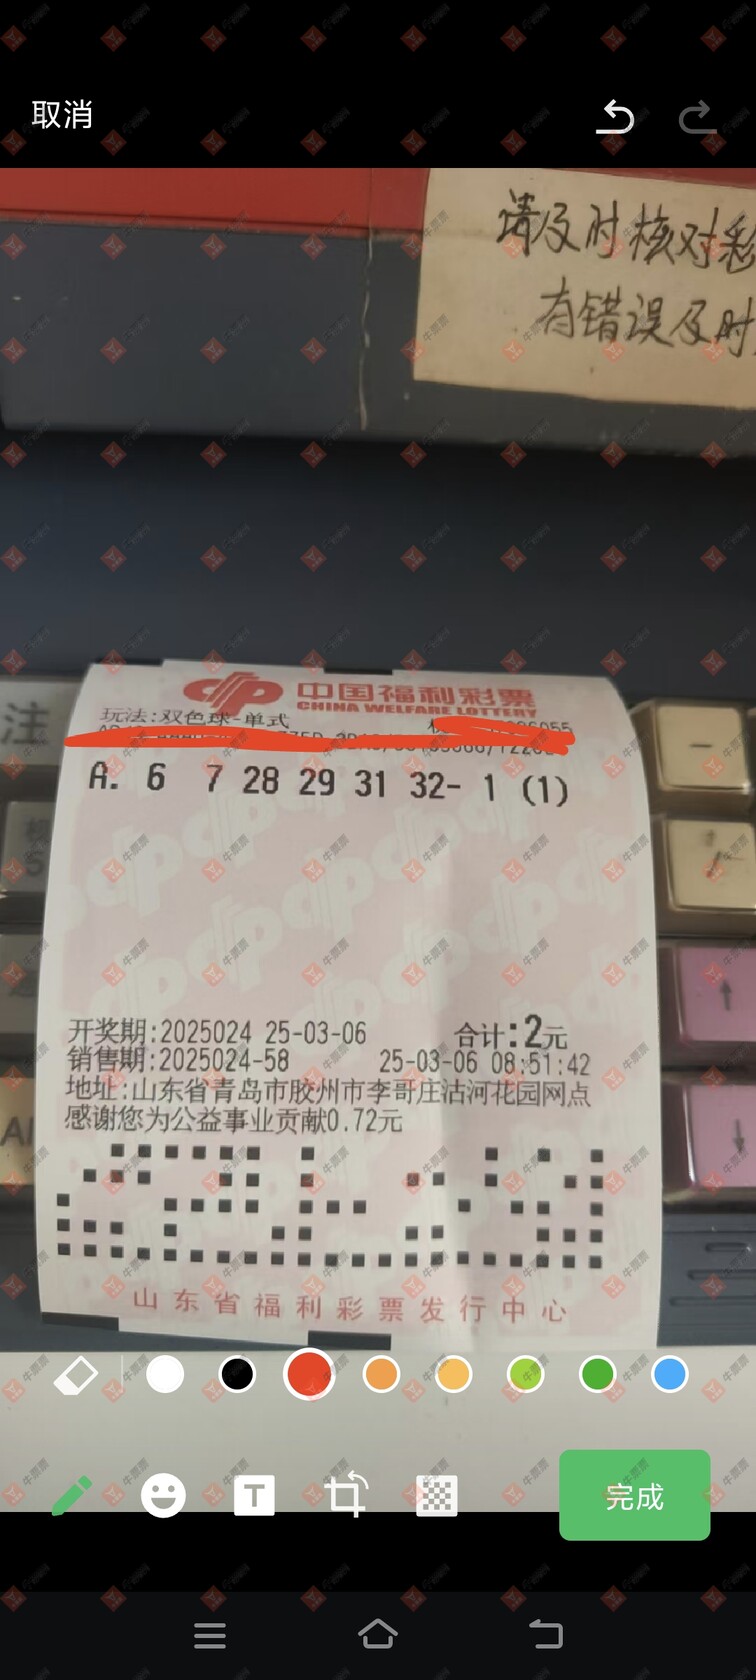 取消
请及时核对彩
有错误及时
注
中国福利彩票
CHINA WELFARE LOTTERY
玩法:双色球-单式
A. 6 7 28 29 31 32- 1 (1)
开奖期:2025024 25-03-06 合计:2元
销售期:2025024-58 25-03-06 08:51:42
地址:山东省青岛市胶州市李哥庄沽河花园网点
感谢您为公益事业贡献0.72元
山东省福利彩票发行中心
T
完成